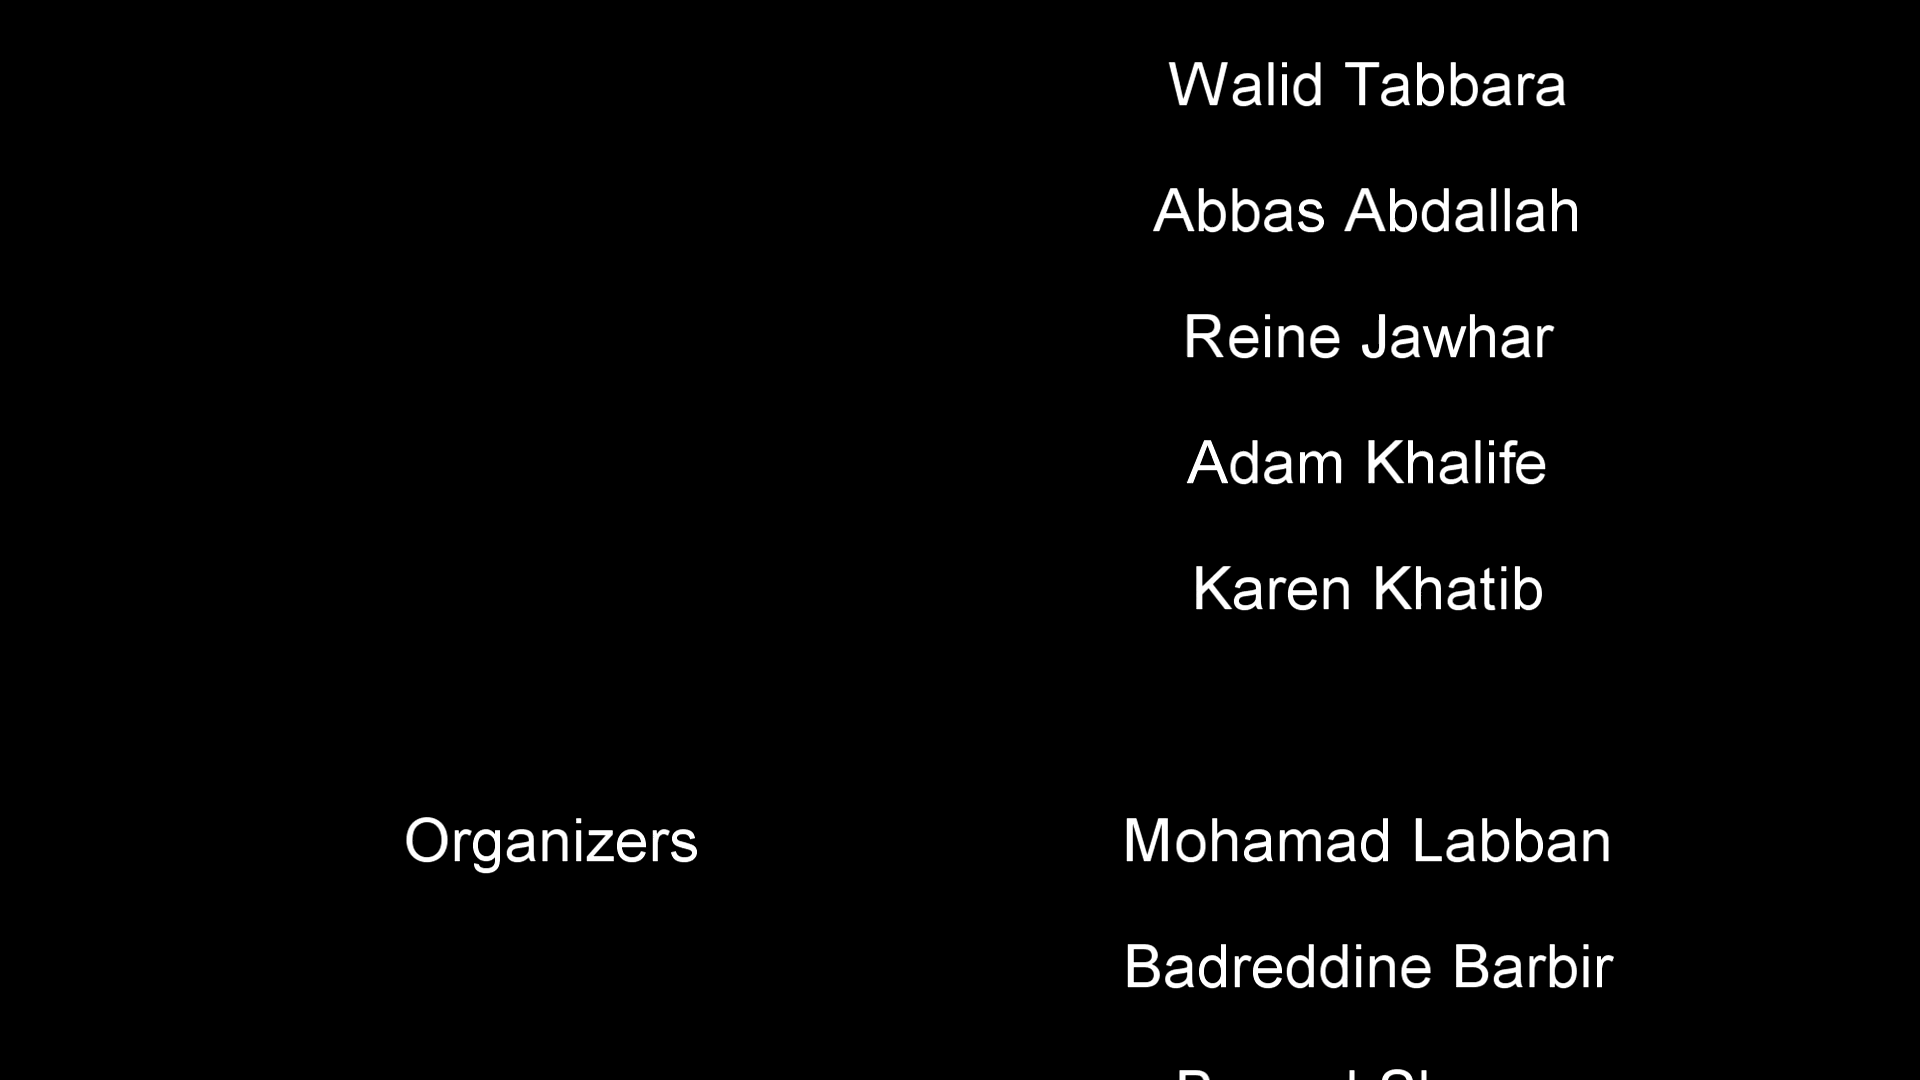 Walid Tabbara
Abbas Abdallah
Reine Jawhar
Adam Khalife
Karen Khatib
Organizers Mohamad Labban
Badreddine Barbir